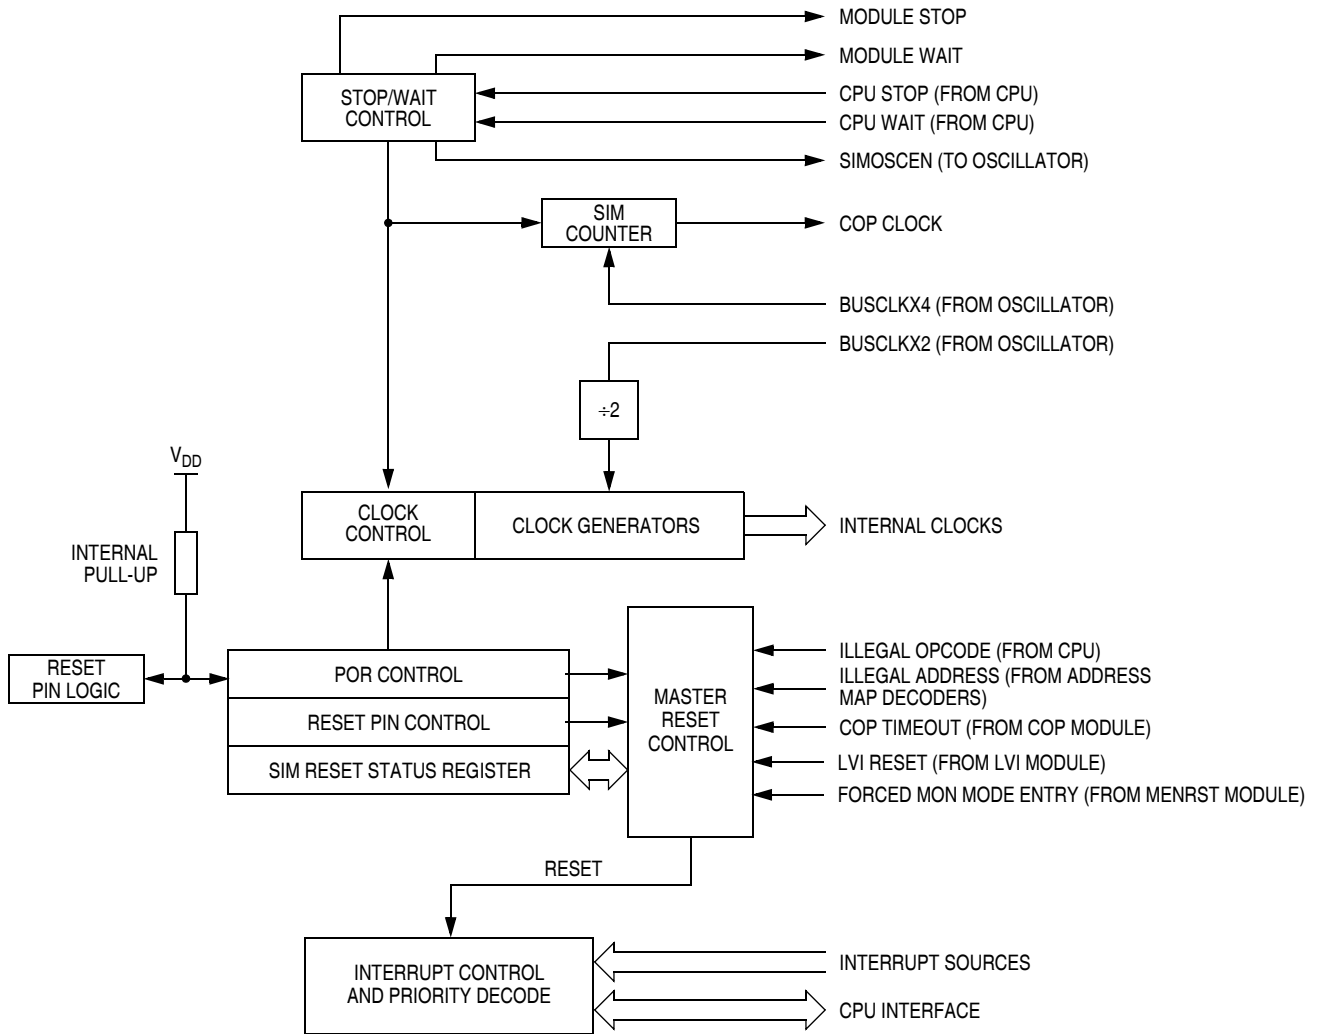 MODULE STOP
MODULE WAIT
STOP/WAIT
CONTROL
CPU STOP (FROM CPU)
CPU WAIT (FROM CPU)
SIMOSCEN (TO OSCILLATOR)
SIM
COUNTER
COP CLOCK
BUSCLKX4 (FROM OSCILLATOR)
BUSCLKX2 (FROM OSCILLATOR)
÷2
VDD
INTERNAL
PULL-UP
CLOCK
CONTROL
CLOCK GENERATORS
INTERNAL CLOCKS
RESET
PIN LOGIC
POR CONTROL
RESET PIN CONTROL
SIM RESET STATUS REGISTER
MASTER
RESET
CONTROL
ILLEGAL OPCODE (FROM CPU)
ILLEGAL ADDRESS (FROM ADDRESS
MAP DECODERS)
COP TIMEOUT (FROM COP MODULE)
LVI RESET (FROM LVI MODULE)
FORCED MON MODE ENTRY (FROM MENRST MODULE)
RESET
INTERRUPT CONTROL
AND PRIORITY DECODE
INTERRUPT SOURCES
CPU INTERFACE